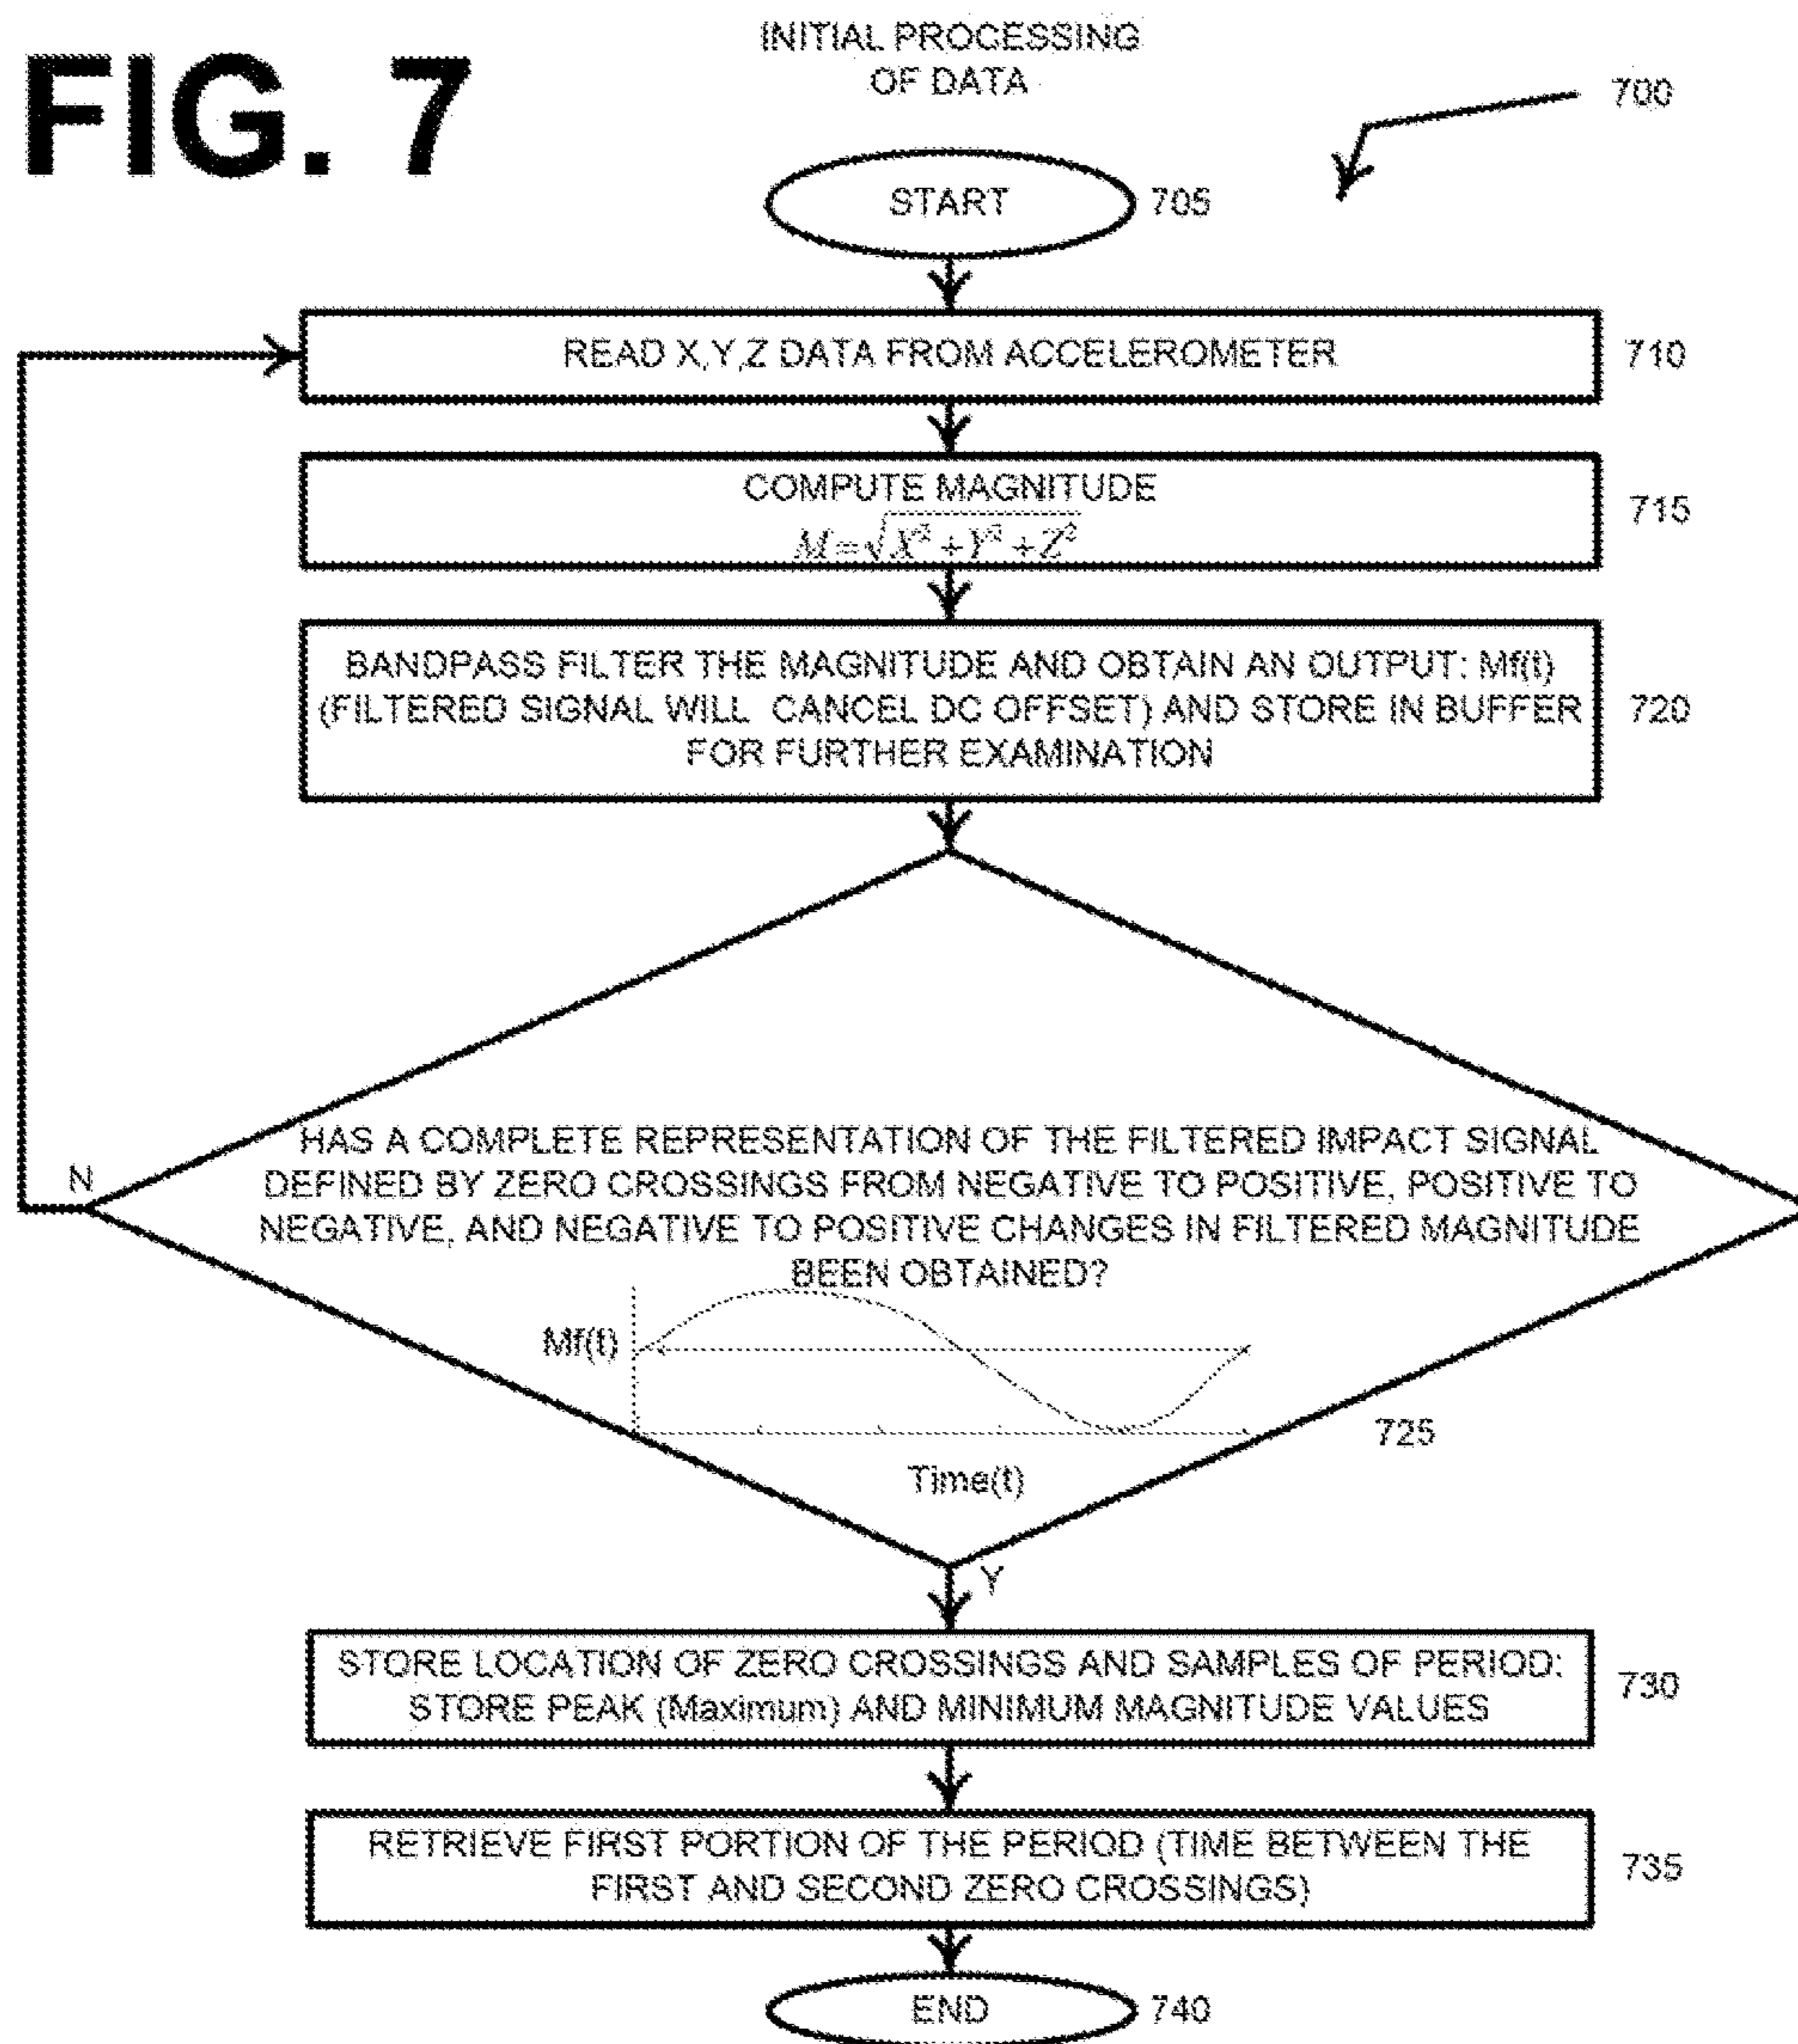 FIG. 7
INITIAL PROCESSING
OF DATA
700
START
705
READ X,Y,Z DATA FROM ACCELEROMETER
710
COMPUTE MAGNITUDE
M=√X²+Y²+Z²
715
BANDPASS FILTER THE MAGNITUDE AND OBTAIN AN OUTPUT: Mf(t)
(FILTERED SIGNAL WILL CANCEL DC OFFSET) AND STORE IN BUFFER
FOR FURTHER EXAMINATION
720
HAS A COMPLETE REPRESENTATION OF THE FILTERED IMPACT SIGNAL
DEFINED BY ZERO CROSSINGS FROM NEGATIVE TO POSITIVE, POSITIVE TO
NEGATIVE, AND NEGATIVE TO POSITIVE CHANGES IN FILTERED MAGNITUDE
BEEN OBTAINED?
N
Mf(t)
Time(t)
725
Y
STORE LOCATION OF ZERO CROSSINGS AND SAMPLES OF PERIOD:
STORE PEAK (Maximum) AND MINIMUM MAGNITUDE VALUES
730
RETRIEVE FIRST PORTION OF THE PERIOD (TIME BETWEEN THE
FIRST AND SECOND ZERO CROSSINGS)
735
END
740